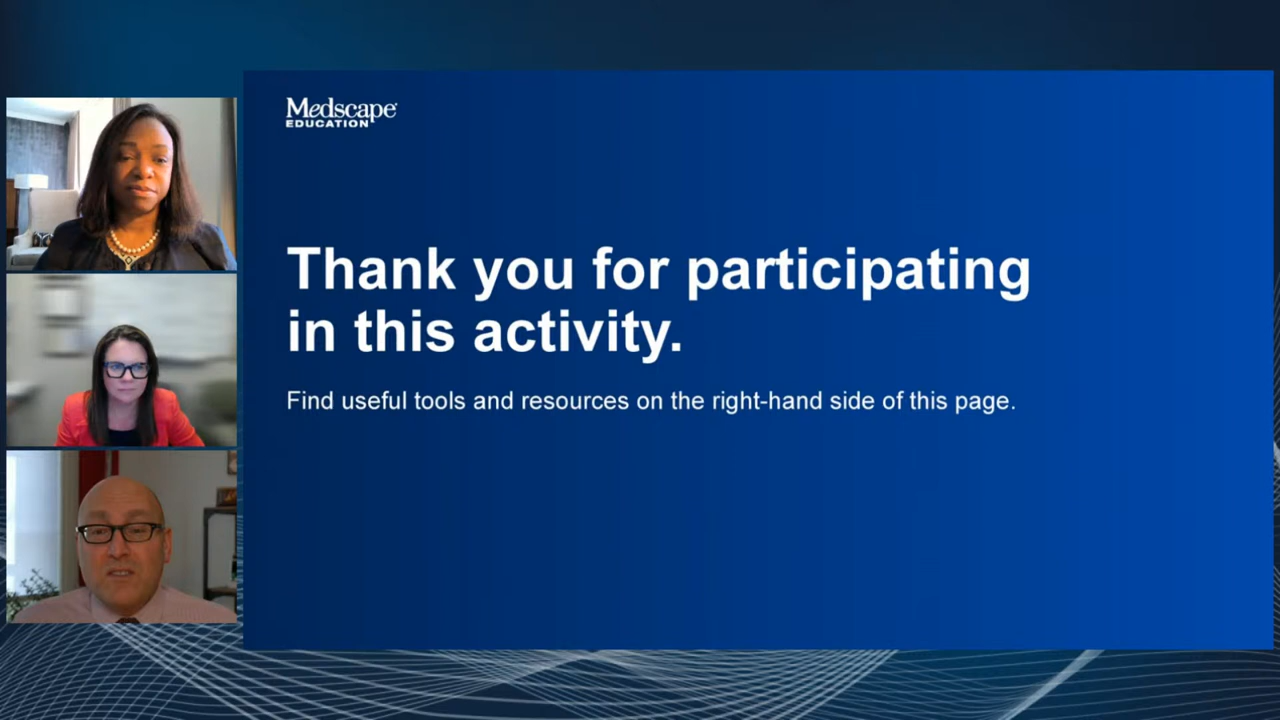 Medscape
EDUCATION
Thank you for participating
in this activity.
Find useful tools and resources on the right-hand side of this page.